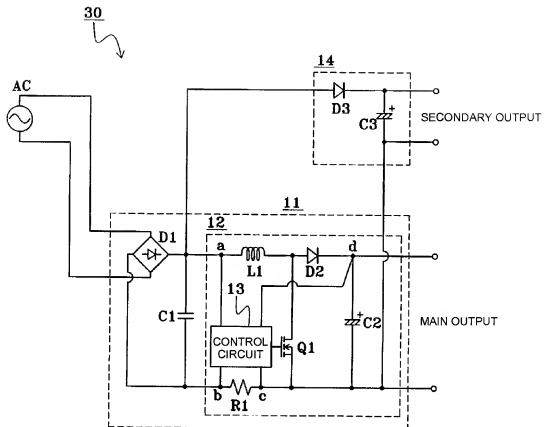 30
AC
14
D3
C3
+
SECONDARY OUTPUT
11
12
D1
a
L1
D2
d
13
C1
CONTROL
CIRCUIT
Q1
+
C2
MAIN OUTPUT
b
R1
c